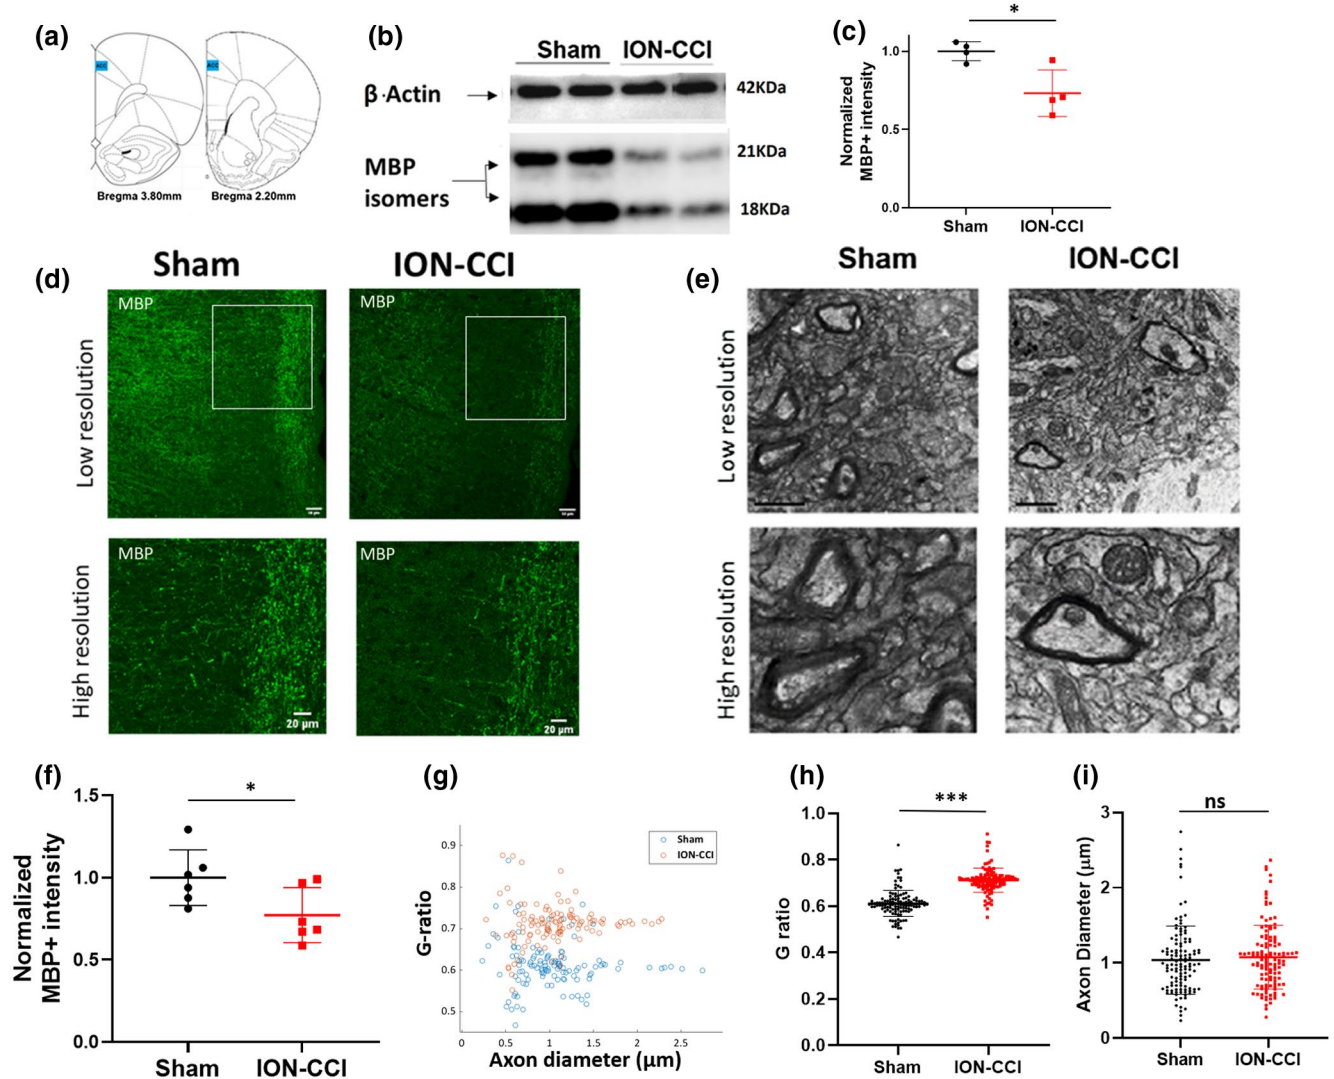 (a)
ACC
ACC
Bregma 3.80mm
Bregma 2.20mm
(b)
Sham ION-CCI
β-Actin
42KDa
MBP
isomers
21KDa
18KDa
(c)
*
Normalized
MBP+ intensity
1.0
0.5
0.0
Sham ION-CCI
(d)
Sham ION-CCI
Low resolution
MBP
MBP
High resolution
MBP
20 μm
MBP
20 μm
(e)
Sham ION-CCI
Low resolution
High resolution
(f)
*
Normalized
MBP+ intensity
1.5
1.0
0.5
0.0
Sham ION-CCI
(g)
G-ratio
0.9
0.8
0.7
0.6
0.5
Sham
ION-CCI
0 0.5 1 1.5 2 2.5
Axon diameter (μm)
(h)
***
G ratio
1.0
0.8
0.6
0.4
0.2
0.0
Sham ION-CCI
(i)
ns
Axon Diameter (μm)
3
2
1
0
Sham ION-CCI